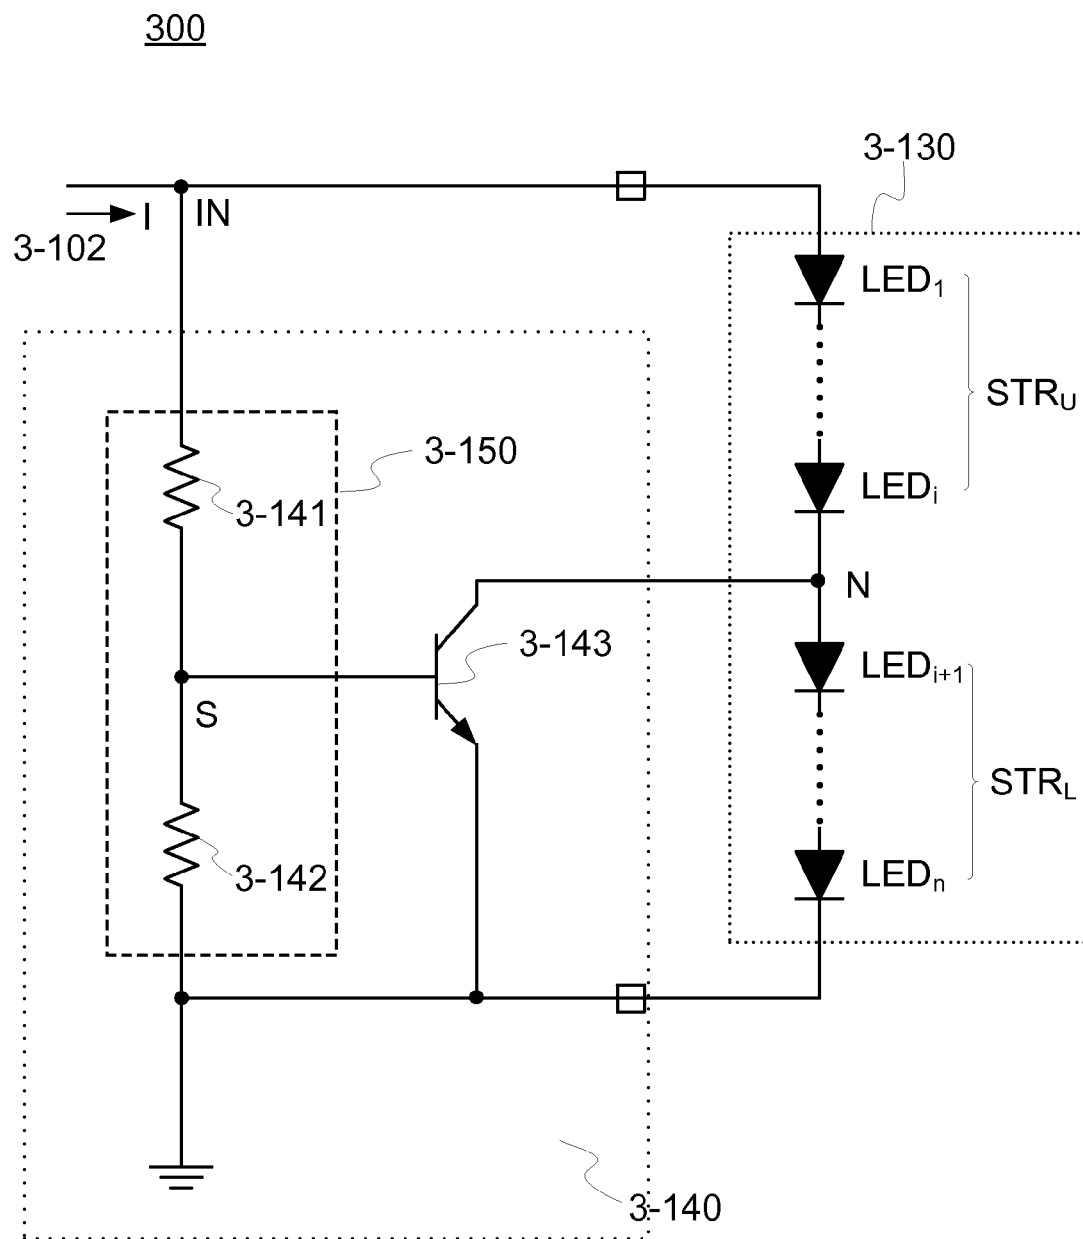 300
3-130
I
IN
3-102
LED1
STRU
3-150
LEDi
3-141
N
3-143
LEDi+1
S
STRL
3-142
LEDn
3-140